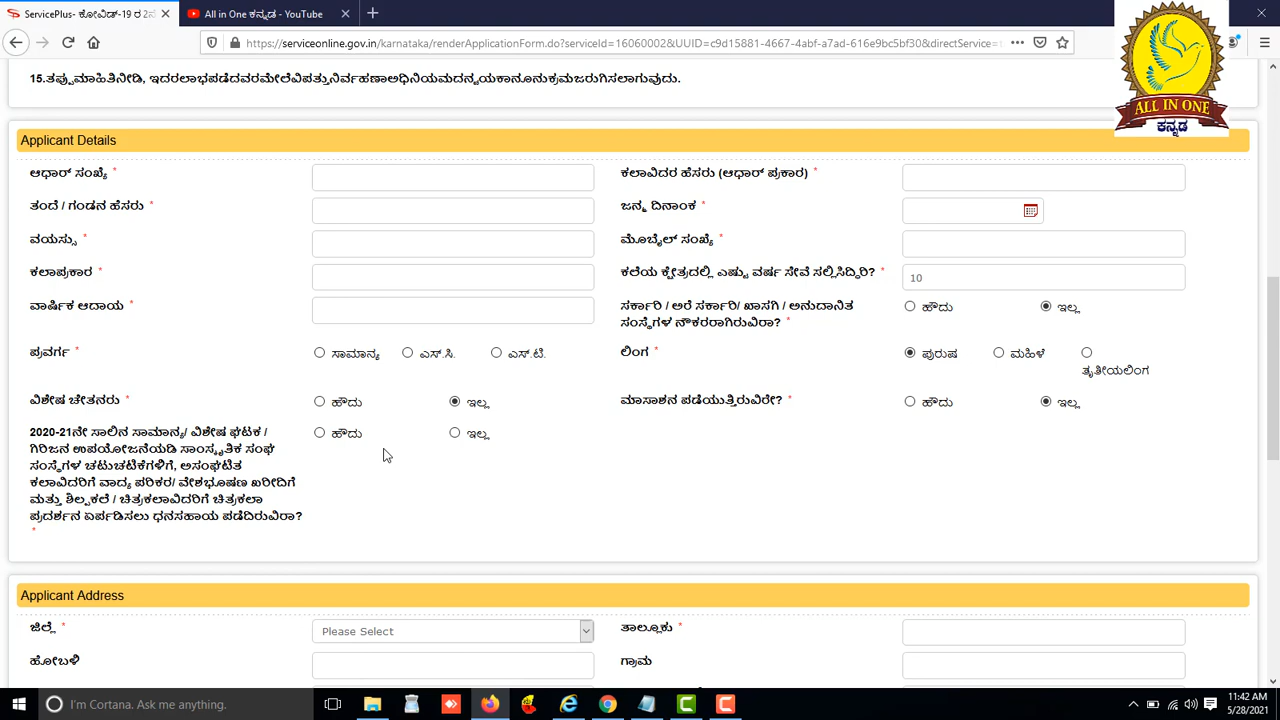 ServicePlus- ಕೋವಿಡ್-19 ರ 2ನೇ
All in One ಕನ್ನಡ - YouTube
https://serviceonline.gov.in/karnataka/renderApplicationForm.do?serviceId=16060002&UUID=c9d15881-4667-4abf-a7ad-616e9bc5bf30&directService=
ALL IN ONE
ಕನ್ನಡ
15.ತಪ್ಪುಮಾಹಿತಿನೀಡಿ, ಇದರಲಾಭಪಡೆದವರಮೇಲೆವಿಪತ್ತುನಿರ್ವಹಣಾಅಧಿನಿಯಮದನ್ವಯಕಾನೂನುಕ್ರಮಜರುಗಿಸಲಾಗುವುದು.
Applicant Details
ಆಧಾರ್ ಸಂಖ್ಯೆ *
ಕಲಾವಿದರ ಹೆಸರು (ಆಧಾರ್ ಪ್ರಕಾರ) *
ತಂದೆ / ಗಂಡನ ಹೆಸರು *
ಜನ್ಮ ದಿನಾಂಕ *
ವಯಸ್ಸು *
ಮೊಬೈಲ್ ಸಂಖ್ಯೆ *
ಕಲಾಪ್ರಕಾರ *
ಕಲೆಯ ಕ್ಷೇತ್ರದಲ್ಲಿ ಎಷ್ಟು ವರ್ಷ ಸೇವೆ ಸಲ್ಲಿಸಿದ್ದೀರಿ? * 10
ವಾರ್ಷಿಕ ಆದಾಯ *
ಸರ್ಕಾರಿ / ಅರೆ ಸರ್ಕಾರಿ/ ಖಾಸಗಿ / ಅನುದಾನಿತ
ಸಂಸ್ಥೆಗಳ ನೌಕರರಾಗಿರುವಿರಾ? *
ಹೌದು ಇಲ್ಲ
ಪ್ರವರ್ಗ * ಸಾಮಾನ್ಯ ಎಸ್.ಸಿ. ಎಸ್.ಟಿ.
ಲಿಂಗ * ಪುರುಷ ಮಹಿಳೆ
ತೃತೀಯಲಿಂಗ
ವಿಶೇಷ ಚೇತನರು * ಹೌದು ಇಲ್ಲ
ಮಾಸಾಶನ ಪಡೆಯುತ್ತಿರುವಿರೇ? * ಹೌದು ಇಲ್ಲ
2020-21ನೇ ಸಾಲಿನ ಸಾಮಾನ್ಯ/ ವಿಶೇಷ ಘಟಕ / ಹೌದು ಇಲ್ಲ
ಗಿರಿಜನ ಉಪಯೋಜನೆಯಡಿ ಸಾಂಸ್ಕೃತಿಕ ಸಂಘ
ಸಂಸ್ಥೆಗಳ ಚಟುಚಟಿಕೆಗಳಿಗೆ, ಅಸಂಘಟಿತ
ಕಲಾವಿದರಿಗೆ ವಾದ್ಯ ಪರಿಕರ/ ವೇಶಭೂಷಣ ಖರೀದಿಗೆ
ಮತ್ತು ಶಿಲ್ಪಕಲೆ / ಚಿತ್ರಕಲಾವಿದರಿಗೆ ಚಿತ್ರಕಲಾ
ಪ್ರದರ್ಶನ ಏರ್ಪಡಿಸಲು ಧನಸಹಾಯ ಪಡೆದಿರುವಿರಾ?
*
Applicant Address
ಜಿಲ್ಲೆ * Please Select
ತಾಲ್ಲೂಕು *
ಹೋಬಳಿ
ಗ್ರಾಮ
I'm Cortana. Ask me anything.
11:42 AM
5/28/2021